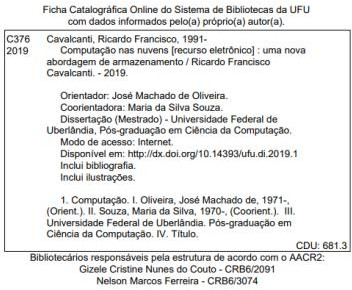 Ficha Catalográfica Online do Sistema de Bibliotecas da UFU
com dados informados pelo(a) próprio(a) autor(a).
C376 Cavalcanti, Ricardo Francisco, 1991-
2019 Computação nas nuvens [recurso eletrônico] : uma nova
abordagem de armazenamento / Ricardo Francisco
Cavalcanti. - 2019.
Orientador: José Machado de Oliveira.
Coorientadora: Maria da Silva Souza.
Dissertação (Mestrado) - Universidade Federal de
Uberlândia, Pós-graduação em Ciência da Computação.
Modo de acesso: Internet.
Disponível em: http://dx.doi.org/10.14393/ufu.di.2019.1
Inclui bibliografia.
Inclui ilustrações.
1. Computação. I. Oliveira, José Machado de, 1971-,
(Orient.). II. Souza, Maria da Silva, 1970-, (Coorient.). III.
Universidade Federal de Uberlândia. Pós-graduação em
Ciência da Computação. IV. Título.
CDU: 681.3
Bibliotecários responsáveis pela estrutura de acordo com o AACR2:
Gizele Cristine Nunes do Couto - CRB6/2091
Nelson Marcos Ferreira - CRB6/3074